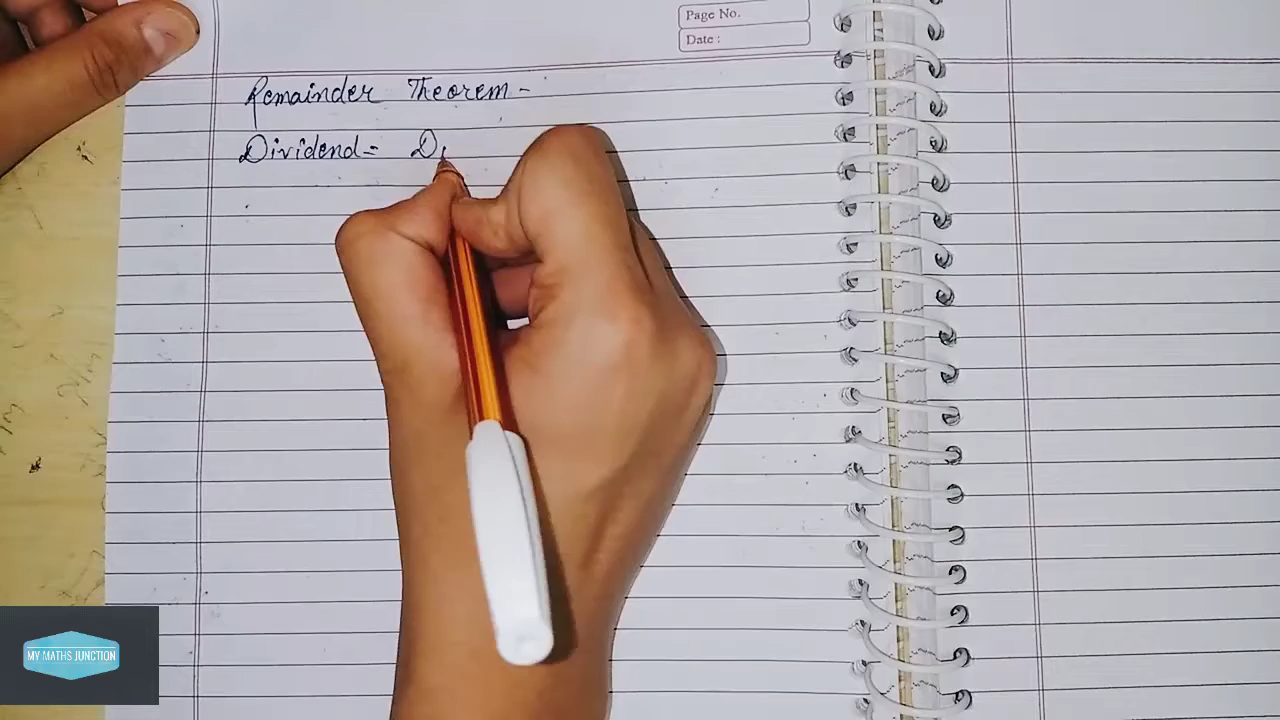 Page No.
Date :
Remainder Theorem -
Dividend = D
MY MATHS JUNCTION